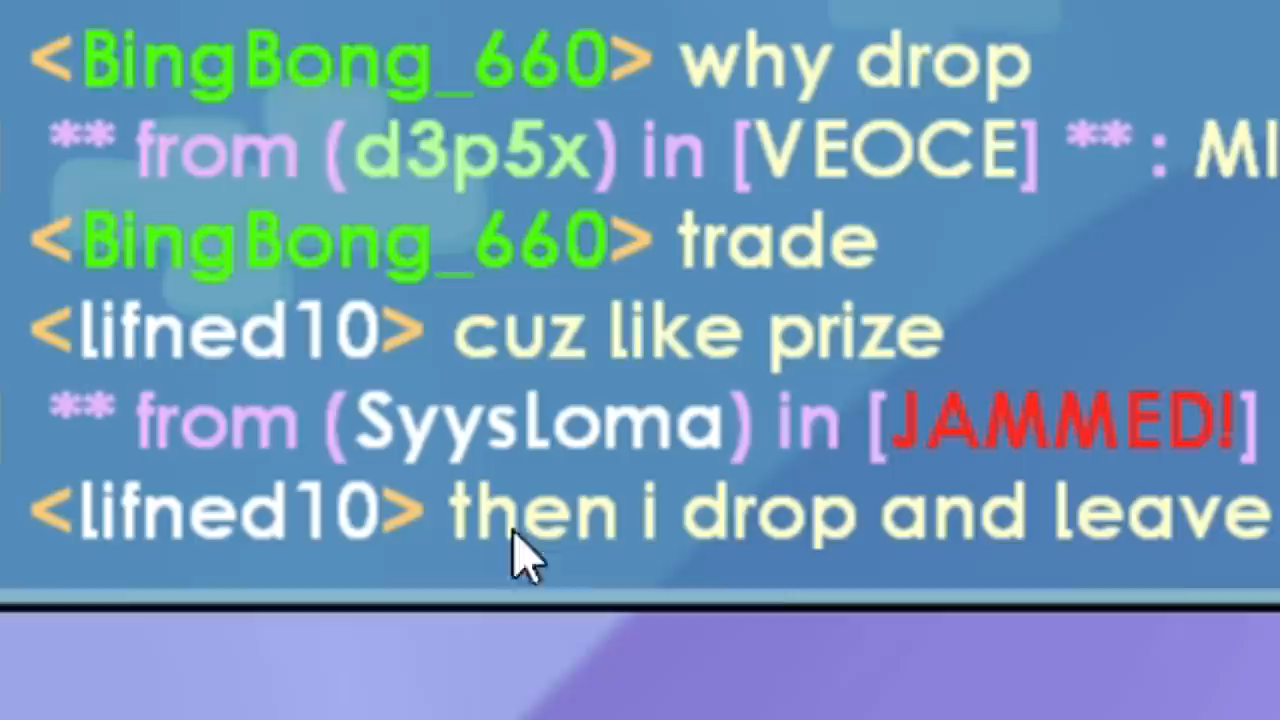 <BingBong_660> why drop
** from (d3p5x) in [VEOCE] ** : MI
<BingBong_660> trade
<lifned10> cuz like prize
** from (SyysLoma) in [JAMMED!]
<lifned10> then i drop and leave